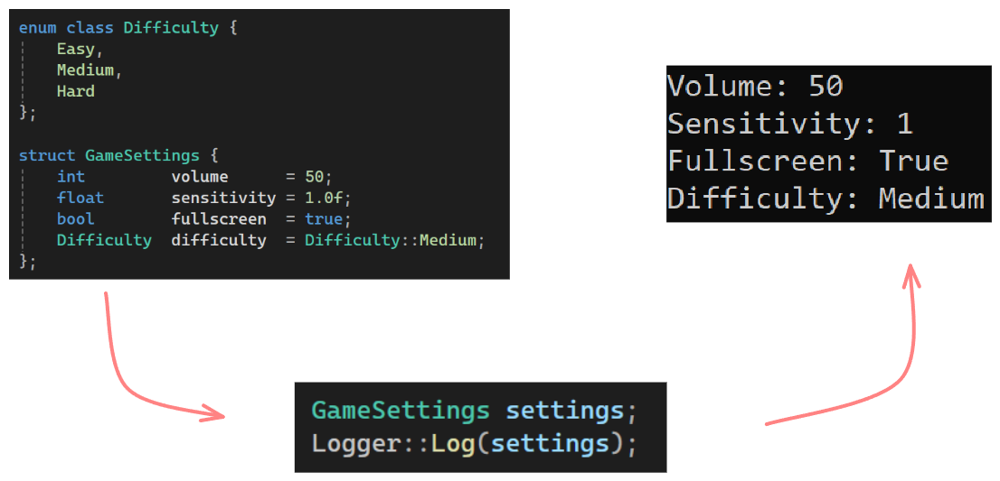 enum class Difficulty {
    Easy,
    Medium,
    Hard
};
struct GameSettings {
    int         volume      = 50;
    float       sensitivity = 1.0f;
    bool        fullscreen  = true;
    Difficulty  difficulty  = Difficulty::Medium;
};
GameSettings settings;
Logger::Log(settings);
Volume: 50
Sensitivity: 1
Fullscreen: True
Difficulty: Medium